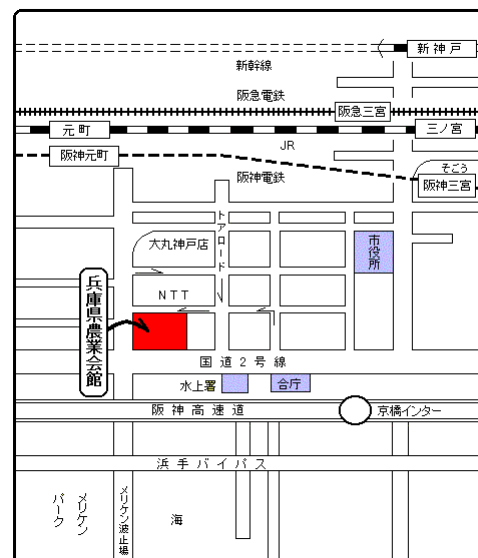 新神戸
新幹線
阪急電鉄
阪急三宮
元町
三ノ宮
JR
阪神元町
そごう
阪神電鉄
阪神三宮
トアロード
大丸神戸店
市役所
NTT
兵庫県農業会館
国道2号線
水上署
合庁
阪神高速道
京橋インター
浜手バイパス
メリケン
パーク
メリケン波止場
海